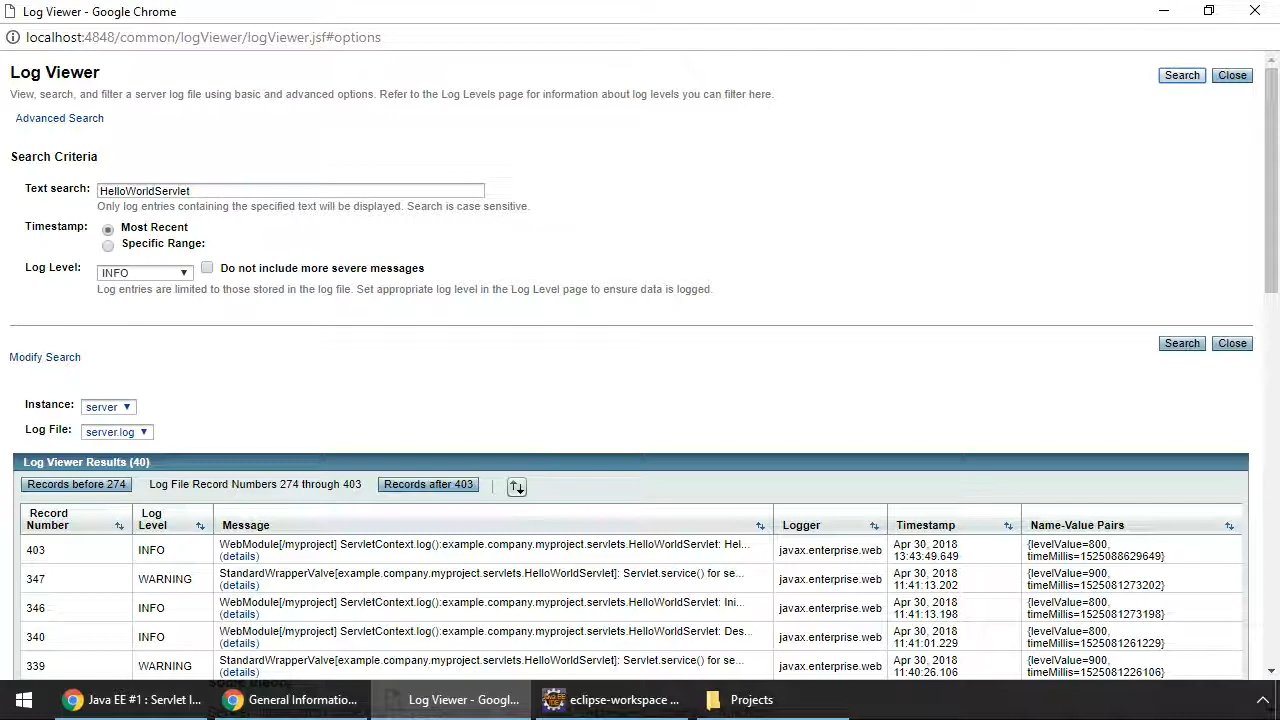 Log Viewer - Google Chrome
localhost:4848/common/logViewer/logViewer.jsf#options
Log Viewer
Search Close
View, search, and filter a server log file using basic and advanced options. Refer to the Log Levels page for information about log levels you can filter here.
Advanced Search
Search Criteria
Text search: HelloWorldServlet
Only log entries containing the specified text will be displayed. Search is case sensitive.
Timestamp: Most Recent
Specific Range:
Log Level: INFO Do not include more severe messages
Log entries are limited to those stored in the log file. Set appropriate log level in the Log Level page to ensure data is logged.
Search Close
Modify Search
Instance: server
Log File: server.log
Log Viewer Results (40)
Records before 274 Log File Record Numbers 274 through 403 Records after 403
Record Number Log Level Message Logger Timestamp Name-Value Pairs
403 INFO WebModule[/myproject] ServletContext.log():example.company.myproject.servlets.HelloWorldServlet: Hel... (details) javax.enterprise.web Apr 30, 2018 13:43:49.649 {levelValue=800, timeMillis=1525088629649}
347 WARNING StandardWrapperValve[example.company.myproject.servlets.HelloWorldServlet]: Servlet.service() for se... (details) javax.enterprise.web Apr 30, 2018 11:41:13.202 {levelValue=900, timeMillis=1525081273202}
346 INFO WebModule[/myproject] ServletContext.log():example.company.myproject.servlets.HelloWorldServlet: Ini... (details) javax.enterprise.web Apr 30, 2018 11:41:13.198 {levelValue=800, timeMillis=1525081273198}
340 INFO WebModule[/myproject] ServletContext.log():example.company.myproject.servlets.HelloWorldServlet: Des... (details) javax.enterprise.web Apr 30, 2018 11:41:01.229 {levelValue=800, timeMillis=1525081261229}
339 WARNING StandardWrapperValve[example.company.myproject.servlets.HelloWorldServlet]: Servlet.service() for se... (details) javax.enterprise.web Apr 30, 2018 11:40:26.106 {levelValue=900, timeMillis=1525081226106}
Java EE #1 : Servlet I... General Informatio... Log Viewer - Googl... eclipse-workspace ... Projects